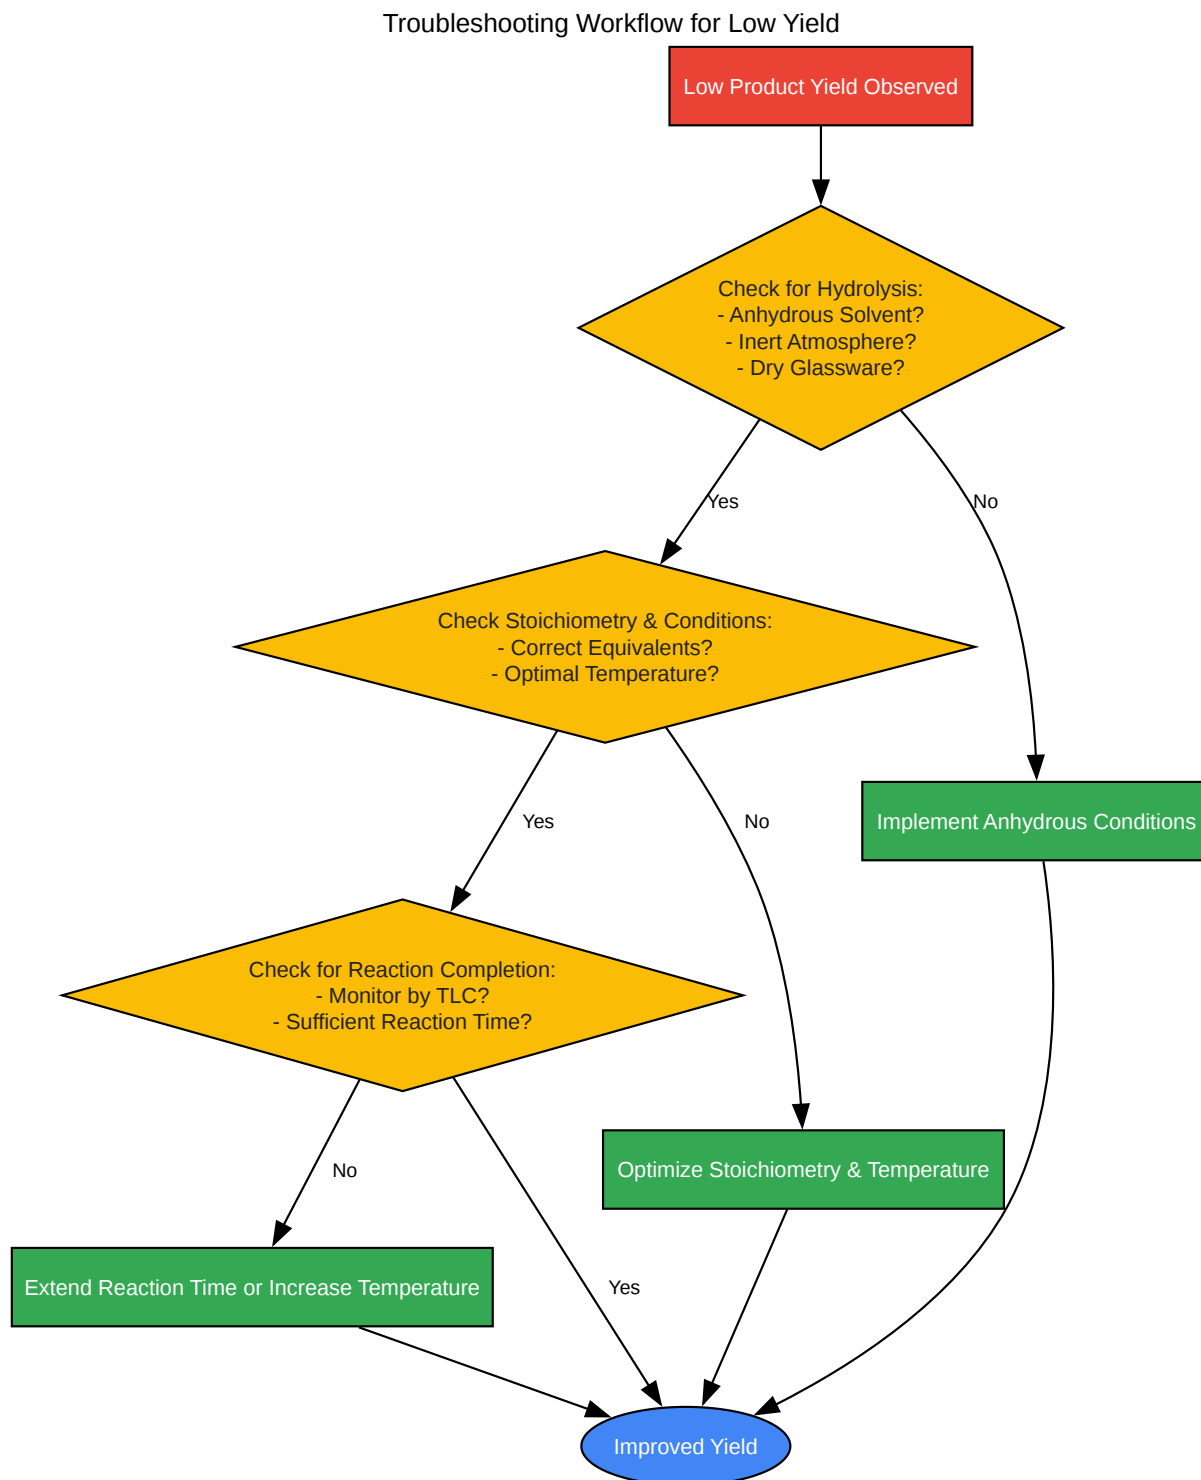 Troubleshooting Workflow for Low Yield
Low Product Yield Observed
Check for Hydrolysis:
- Anhydrous Solvent?
- Inert Atmosphere?
- Dry Glassware?
Yes
No
Check Stoichiometry & Conditions:
- Correct Equivalents?
- Optimal Temperature?
Yes
No
Implement Anhydrous Conditions
Check for Reaction Completion:
- Monitor by TLC?
- Sufficient Reaction Time?
No
Optimize Stoichiometry & Temperature
Extend Reaction Time or Increase Temperature
Yes
Improved Yield